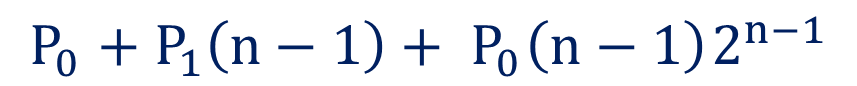 P₀ + P₁(n − 1) + P₀(n − 1)2ⁿ⁻¹